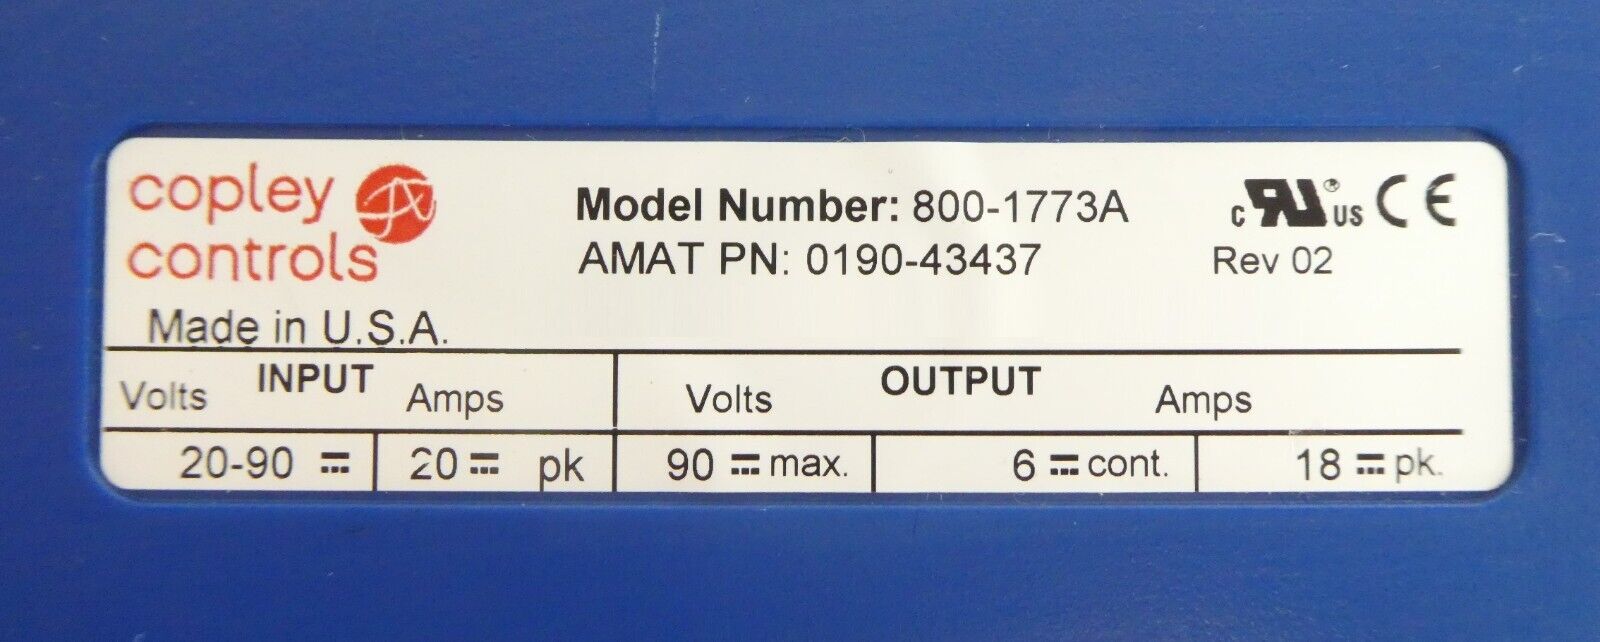 copley
controls
Made in U.S.A.
Model Number: 800-1773A
AMAT PN: 0190-43437
c RU® US CE
Rev 02
INPUT
Volts Amps
OUTPUT
Volts Amps
20-90 ⎓ 20 ⎓ pk 90 ⎓ max. 6 ⎓ cont. 18 ⎓ pk.